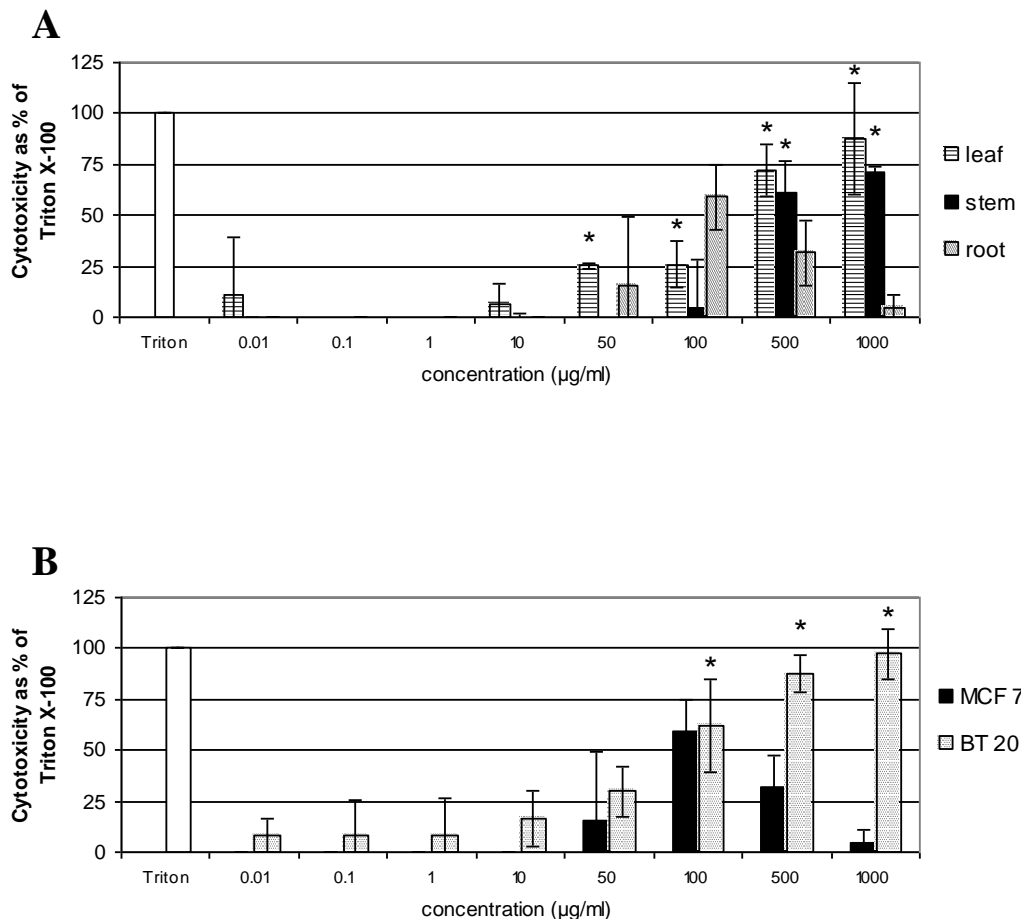 A
Cytotoxicity as % of
Triton X-100
125
100
75
50
25
0
* * * * * *
leaf
stem
root
Triton 0.01 0.1 1 10 50 100 500 1000
concentration (µg/ml)
B
Cytotoxicity as % of
Triton X-100
125
100
75
50
25
0
* * *
MCF 7
BT 20
Triton 0.01 0.1 1 10 50 100 500 1000
concentration (µg/ml)